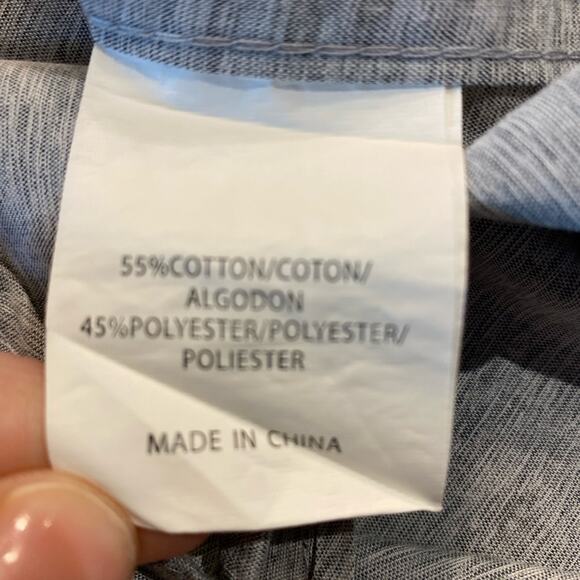 55%COTTON/COTON/
ALGODON
45%POLYESTER/POLYESTER/
POLIESTER
MADE IN CHINA